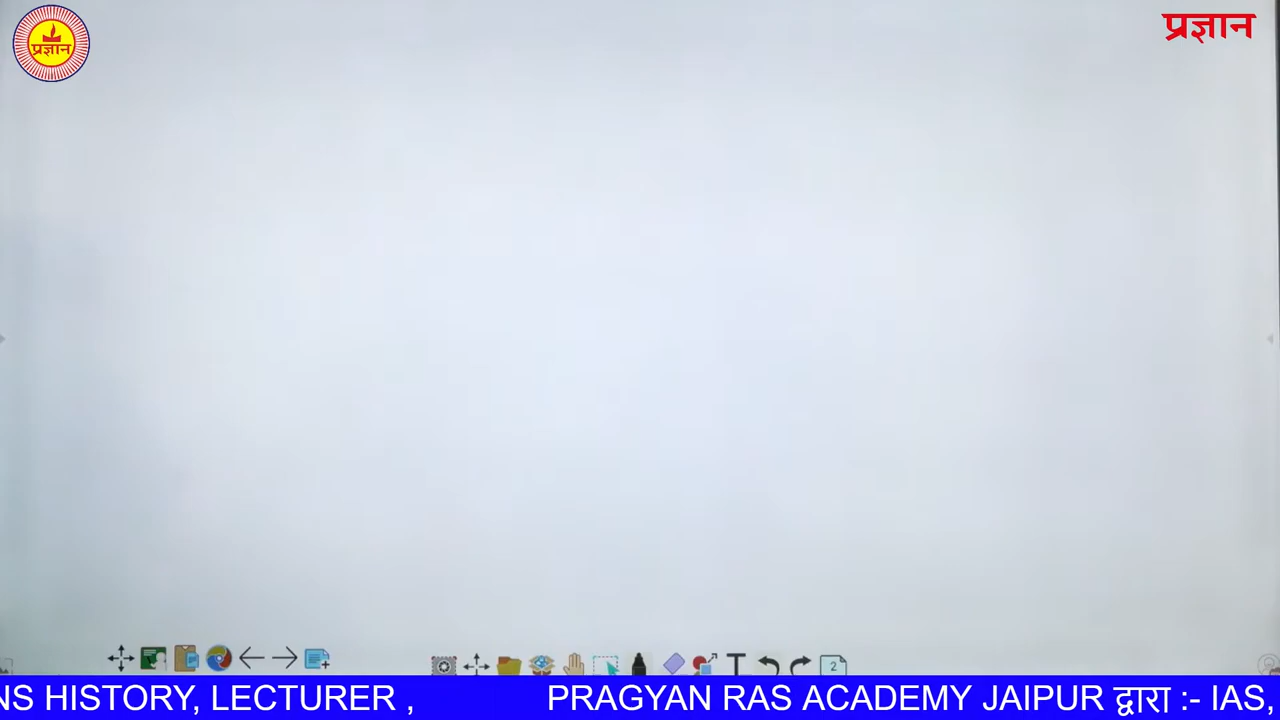 प्रज्ञान
प्रज्ञान
2
NS HISTORY, LECTURER , PRAGYAN RAS ACADEMY JAIPUR द्वारा :- IAS,